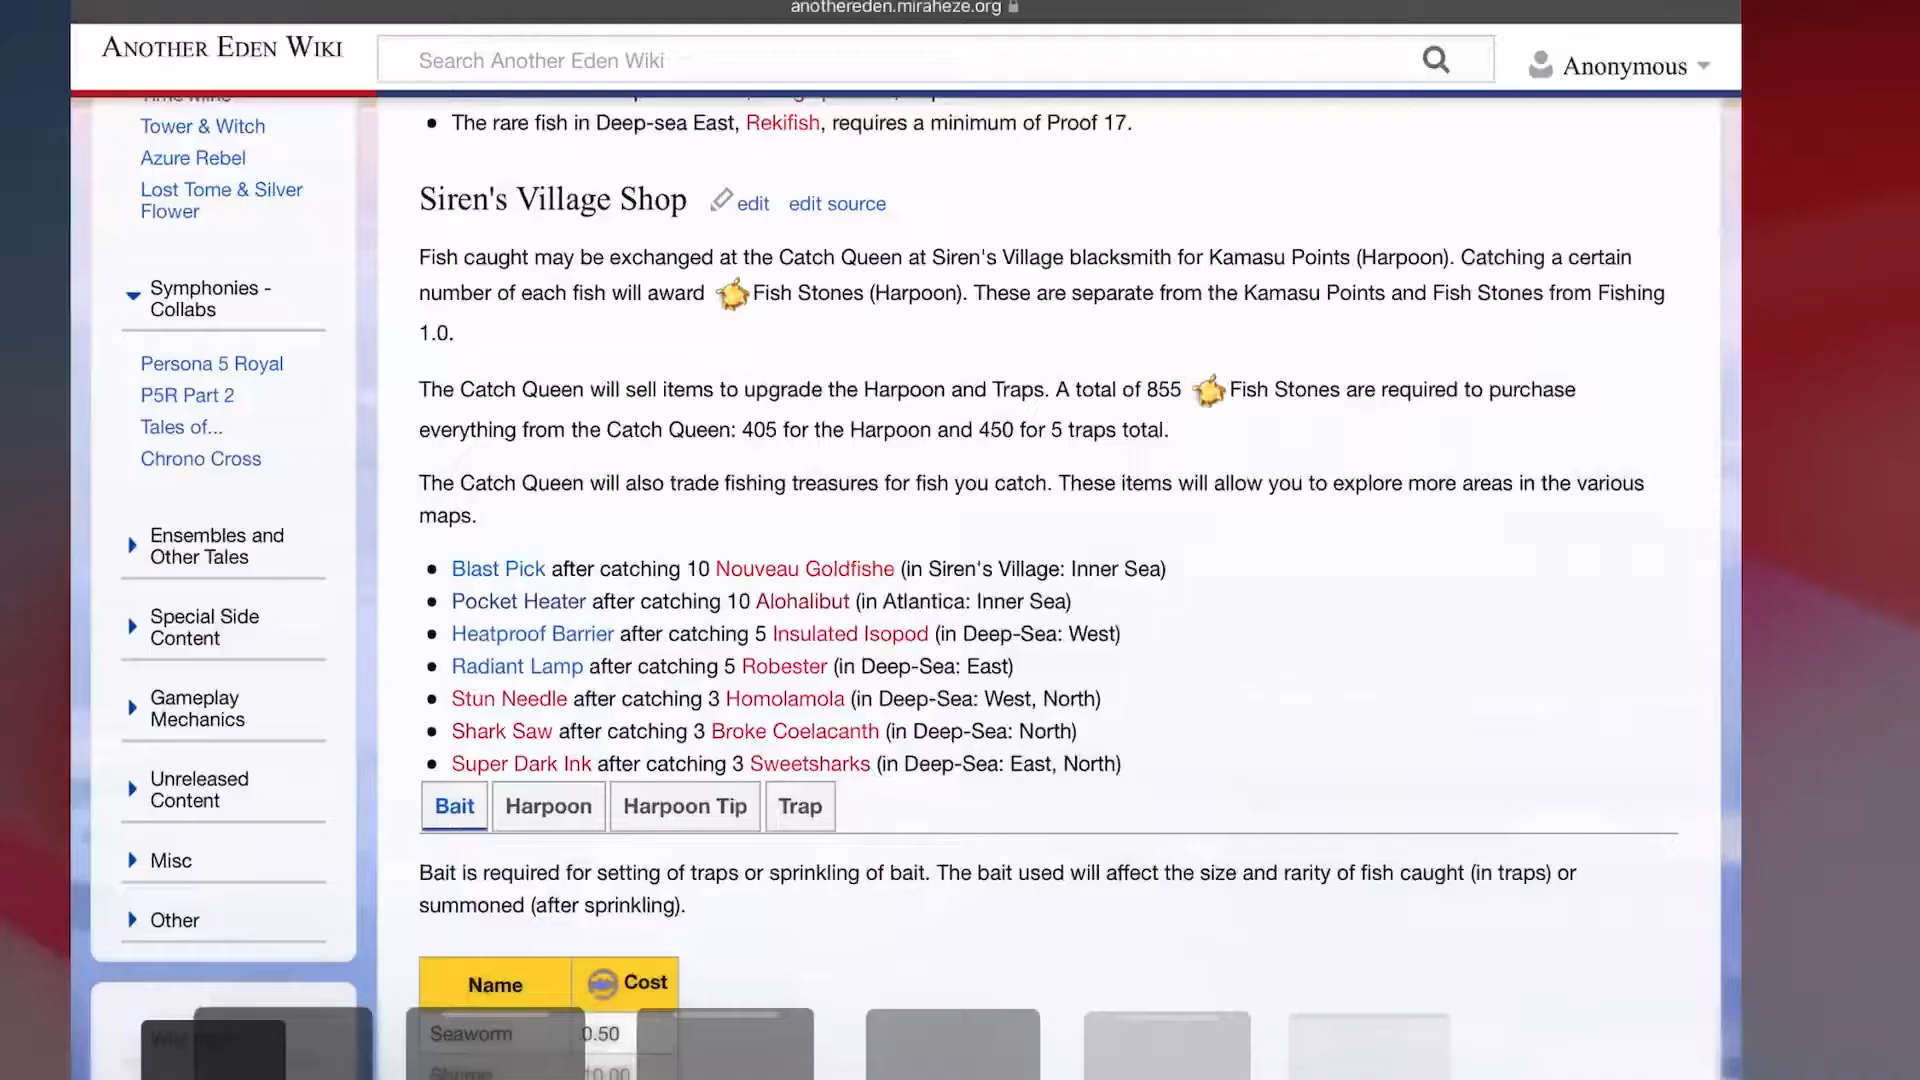 anothereden.miraheze.org
ANOTHER EDEN WIKI
Search Another Eden Wiki
Anonymous
Tower & Witch
Azure Rebel
Lost Tome & Silver
Flower
Symphonies -
Collabs
Persona 5 Royal
P5R Part 2
Tales of...
Chrono Cross
Ensembles and
Other Tales
Special Side
Content
Gameplay
Mechanics
Unreleased
Content
Misc
Other
The rare fish in Deep-sea East, Rekifish, requires a minimum of Proof 17.
Siren's Village Shop edit edit source
Fish caught may be exchanged at the Catch Queen at Siren's Village blacksmith for Kamasu Points (Harpoon). Catching a certain
number of each fish will award Fish Stones (Harpoon). These are separate from the Kamasu Points and Fish Stones from Fishing
1.0.
The Catch Queen will sell items to upgrade the Harpoon and Traps. A total of 855 Fish Stones are required to purchase
everything from the Catch Queen: 405 for the Harpoon and 450 for 5 traps total.
The Catch Queen will also trade fishing treasures for fish you catch. These items will allow you to explore more areas in the various
maps.
Blast Pick after catching 10 Nouveau Goldfishe (in Siren's Village: Inner Sea)
Pocket Heater after catching 10 Alohalibut (in Atlantica: Inner Sea)
Heatproof Barrier after catching 5 Insulated Isopod (in Deep-Sea: West)
Radiant Lamp after catching 5 Robester (in Deep-Sea: East)
Stun Needle after catching 3 Homolamola (in Deep-Sea: West, North)
Shark Saw after catching 3 Broke Coelacanth (in Deep-Sea: North)
Super Dark Ink after catching 3 Sweetsharks (in Deep-Sea: East, North)
Bait Harpoon Harpoon Tip Trap
Bait is required for setting of traps or sprinkling of bait. The bait used will affect the size and rarity of fish caught (in traps) or
summoned (after sprinkling).
Name Cost
Seaworm 0.50
10.00